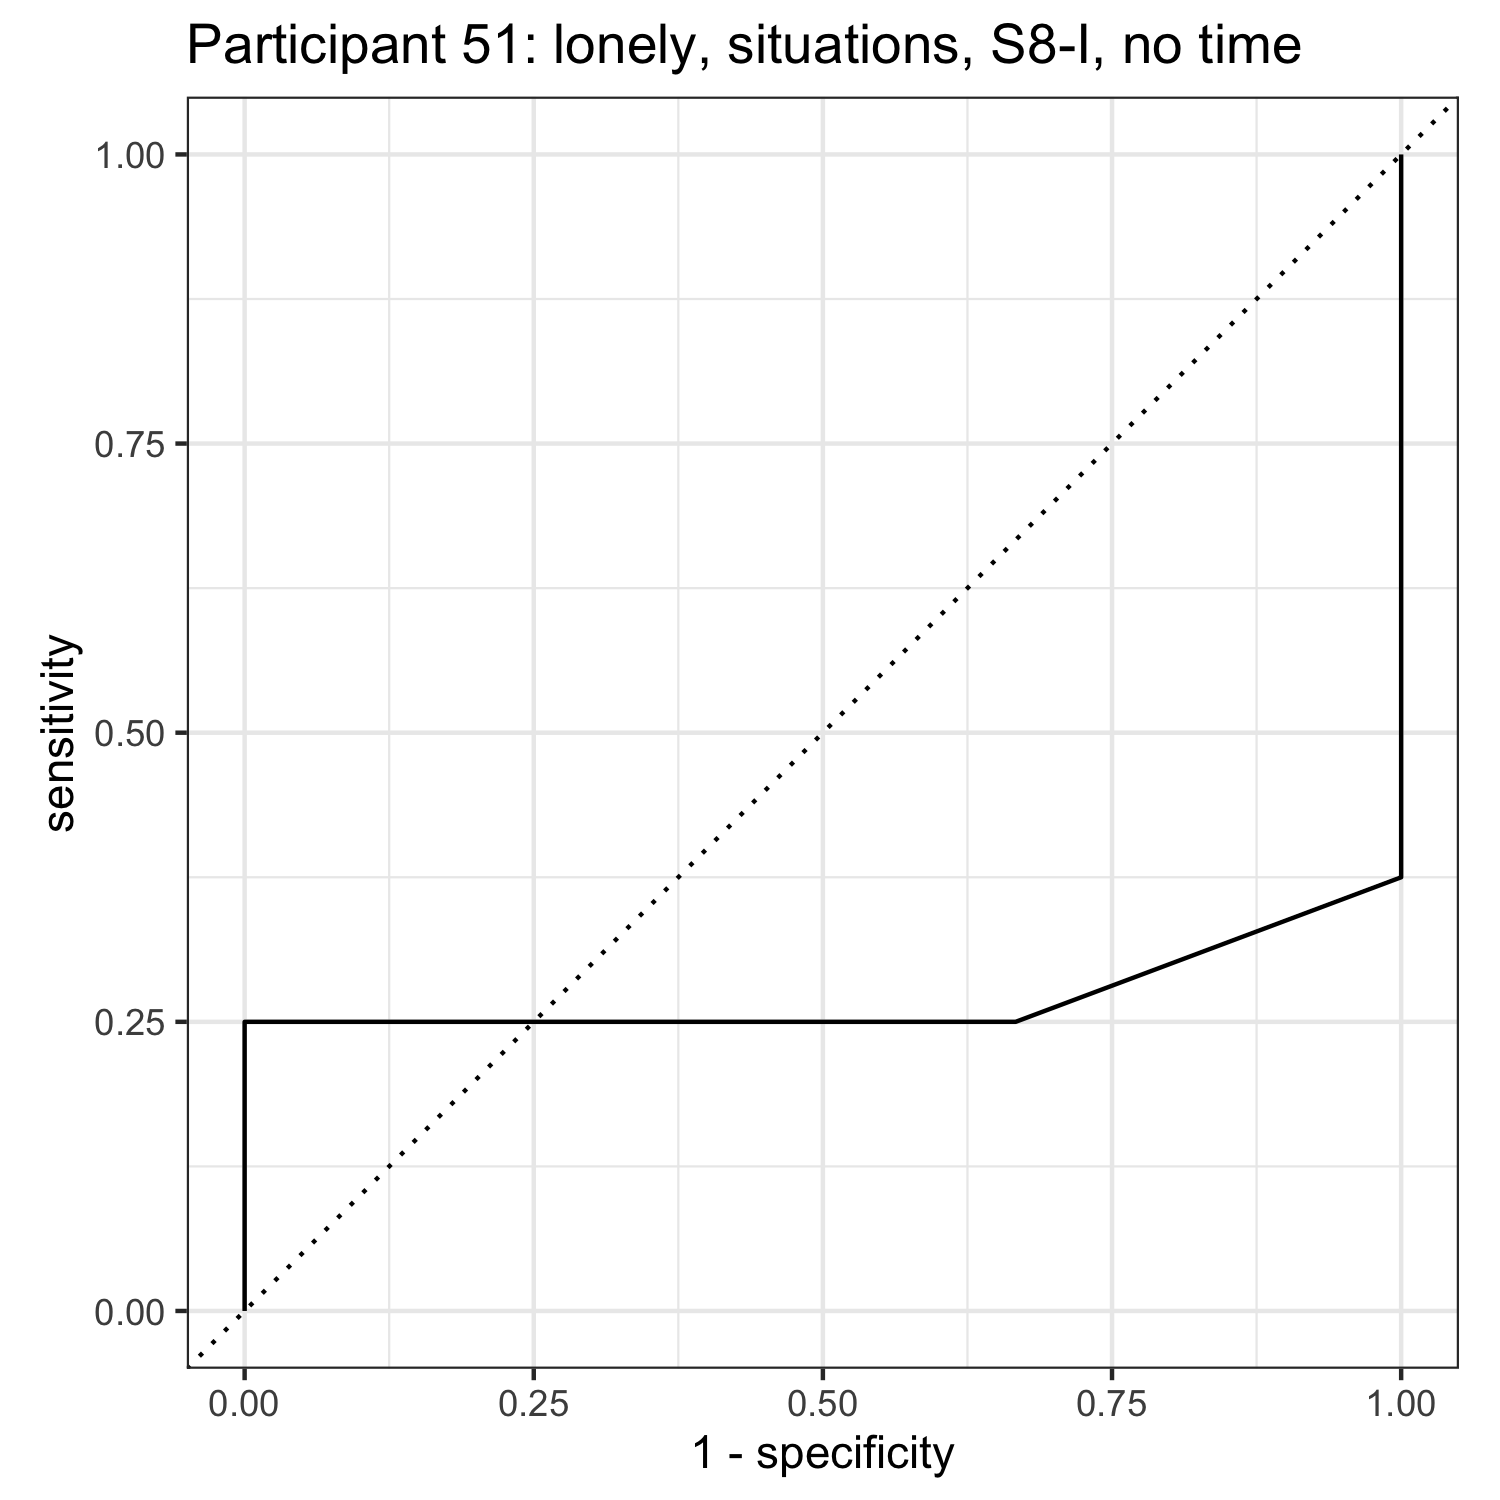 Participant 51: lonely, situations, S8-I, no time
1.00
0.75
0.50
0.25
0.00
sensitivity
0.00 0.25 0.50 0.75 1.00
1 - specificity